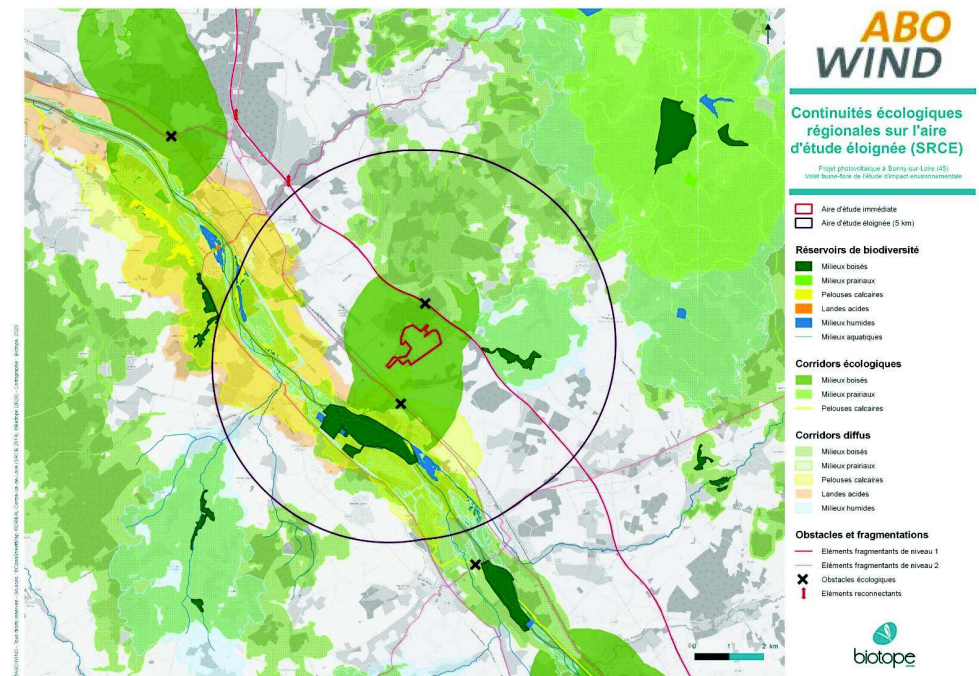 N
ABO
WIND
Continuités écologiques
régionales sur l'aire
d'étude éloignée (SRCE)
Projet photovoltaïque à Bonny-sur-Loire (45)
Volet faune-flore de l'étude d'impact environnementale
Aire d'étude immédiate
Aire d'étude éloignée (5 km)
Réservoirs de biodiversité
Milieux boisés
Milieux prairiaux
Pelouses calcaires
Landes acides
Milieux humides
Milieux aquatiques
Corridors écologiques
Milieux boisés
Milieux prairiaux
Pelouses calcaires
Corridors diffus
Milieux boisés
Milieux prairiaux
Pelouses calcaires
Landes acides
Milieux humides
Obstacles et fragmentations
Eléments fragmentants de niveau 1
Eléments fragmentants de niveau 2
Obstacles écologiques
Eléments reconnectants
0 1 2 km
biotope